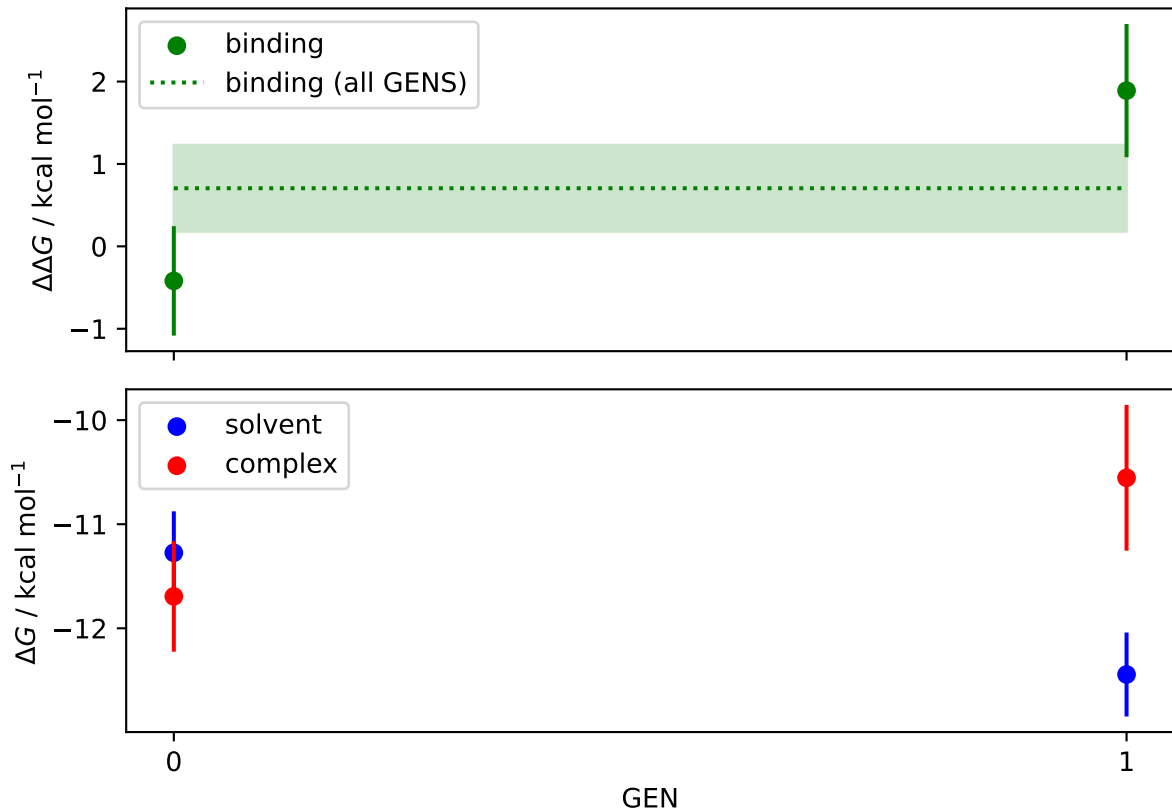 binding
binding (all GENS)
2
1
0
−1
ΔΔG / kcal mol⁻¹
solvent
complex
−10
−11
−12
ΔG / kcal mol⁻¹
0
1
GEN